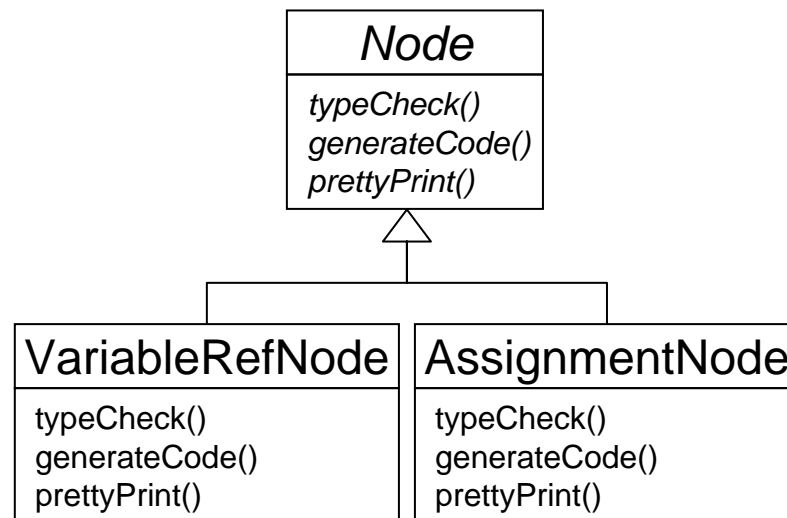 Node
typeCheck()
generateCode()
prettyPrint()
VariableRefNode
typeCheck()
generateCode()
prettyPrint()
AssignmentNode
typeCheck()
generateCode()
prettyPrint()